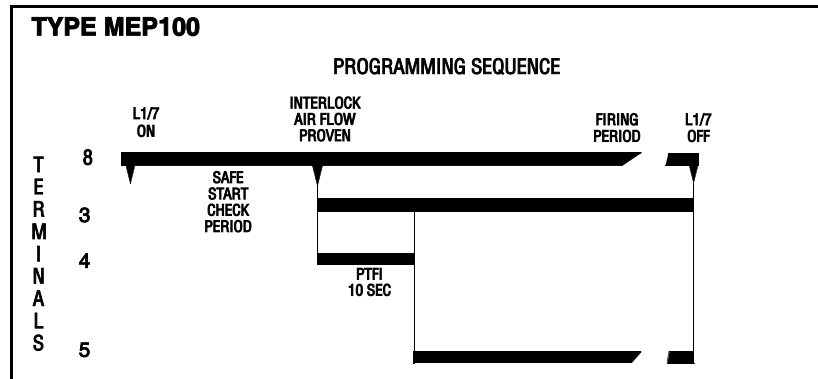 TYPE MEP100
PROGRAMMING SEQUENCE
L1/7
ON
INTERLOCK
AIR FLOW
PROVEN
FIRING
PERIOD
L1/7
OFF
TERMINALS
8
SAFE
START
CHECK
PERIOD
3
4
PTFI
10 SEC
5